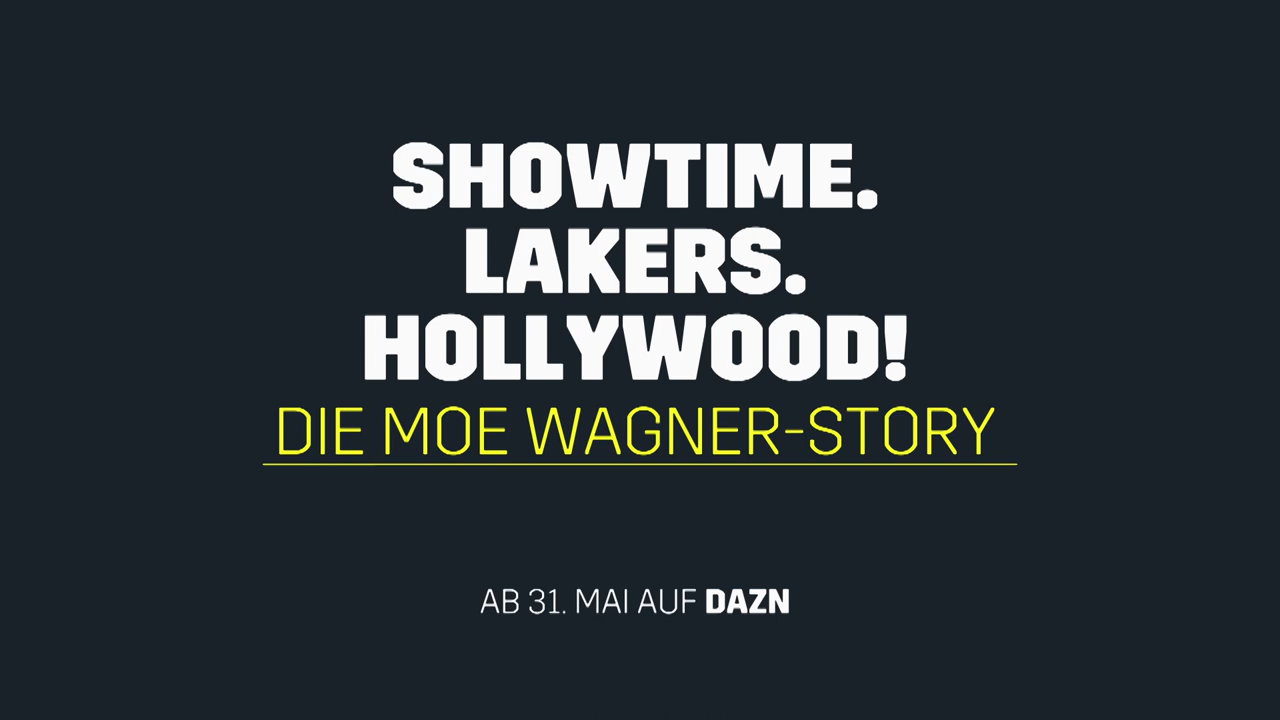 SHOWTIME.
LAKERS.
HOLLYWOOD!
DIE MOE WAGNER-STORY
AB 31. MAI AUF DAZN